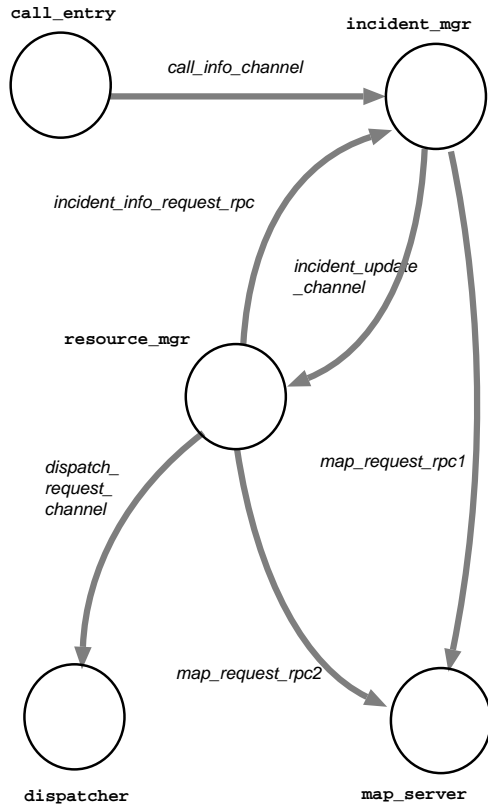 call_entry
incident_mgr
call_info_channel
incident_info_request_rpc
incident_update
_channel
resource_mgr
dispatch_
request_
channel
map_request_rpc1
map_request_rpc2
dispatcher
map_server